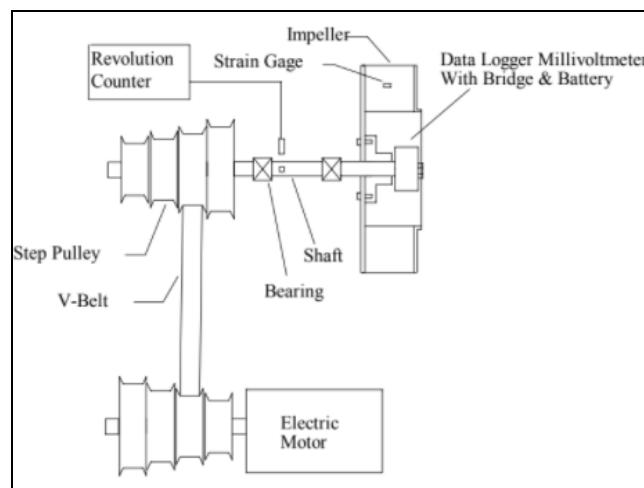 Impeller
Revolution
Counter
Strain Gage
Data Logger Millivoltmeter
With Bridge & Battery
Step Pulley
Shaft
V-Belt
Bearing
Electric
Motor